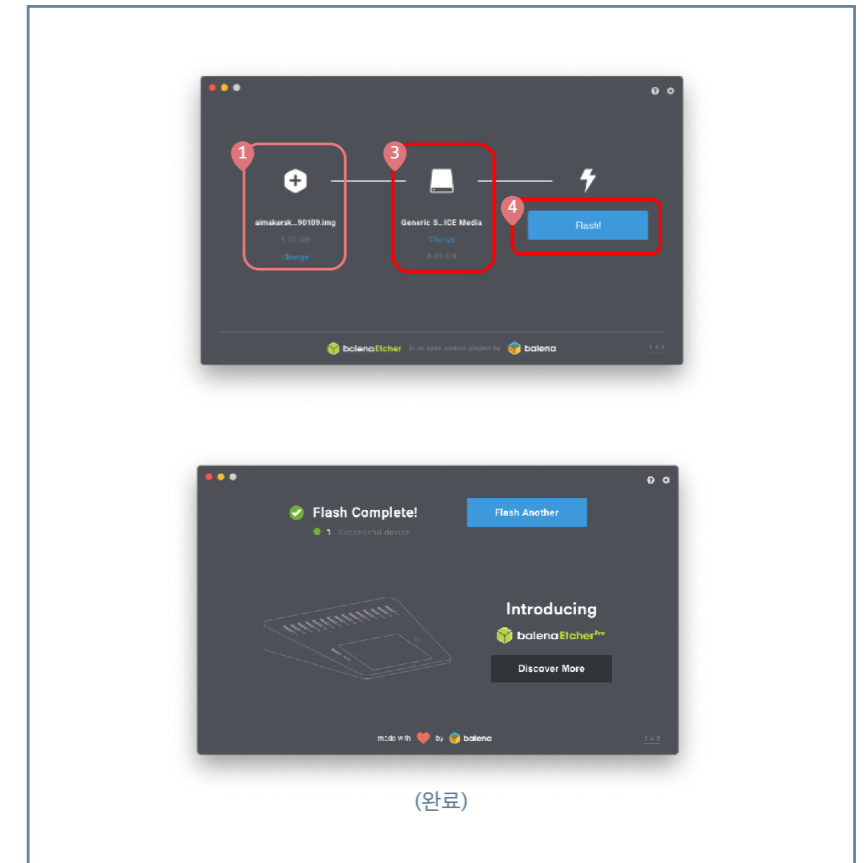 1
3
aimakersk...90109.img
Generic S...ICE Media
4
Flash!
Change
Change
balenaEtcher is an open source project by balena
Flash Complete!
Flash Another
1 Successful device
Introducing
balenaEtcher Pro
Discover More
made with by balena
(완료)